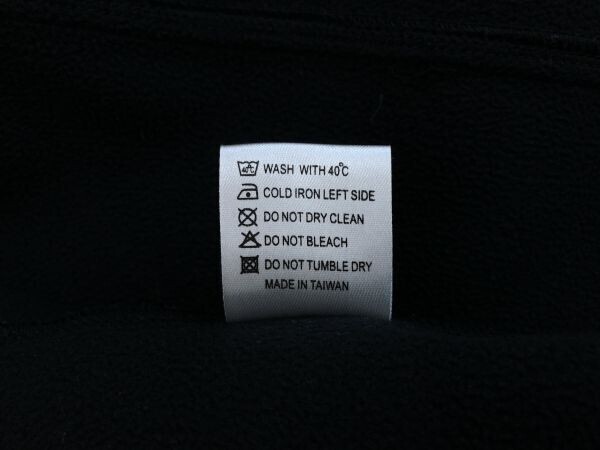 WASH WITH 40°C
COLD IRON LEFT SIDE
DO NOT DRY CLEAN
DO NOT BLEACH
DO NOT TUMBLE DRY
MADE IN TAIWAN